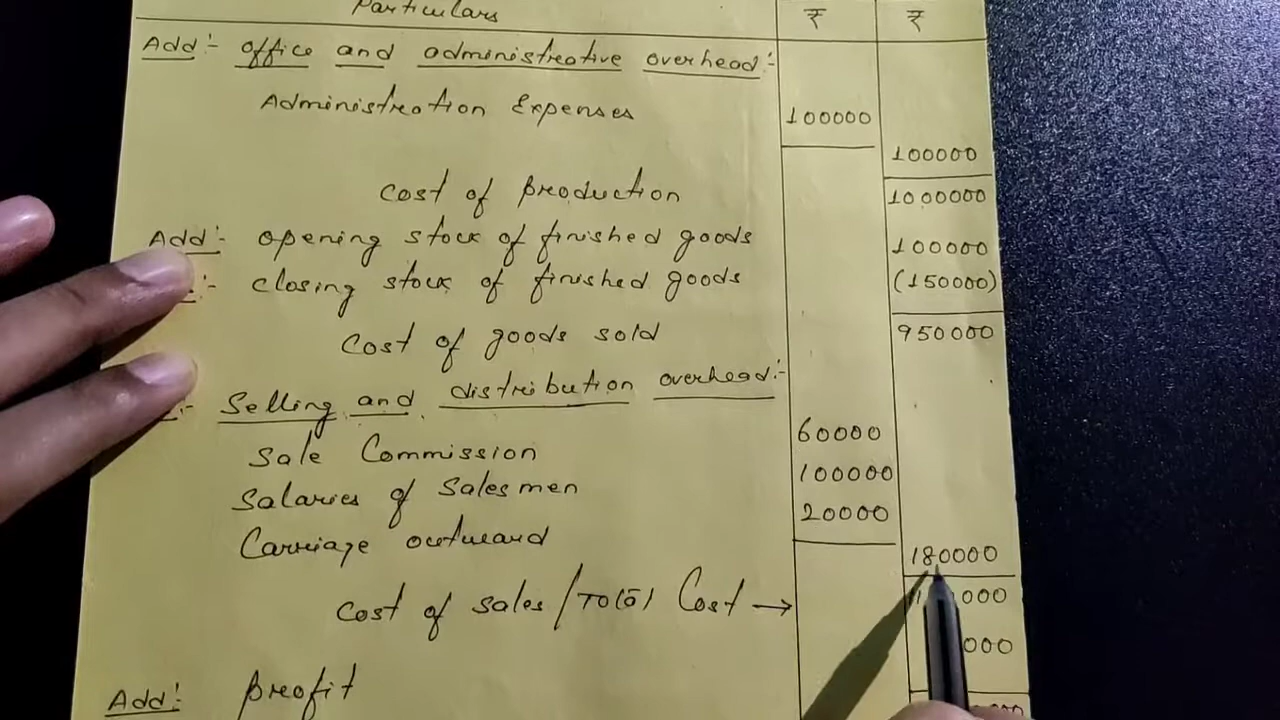 Particulars ₹ ₹
Add:- office and administrative overhead:-
Administration Expenses 100000
100000
Cost of production 1000000
Add:- opening stock of finished goods 100000
:- closing stock of finished goods (150000)
Cost of goods sold 950000
:- Selling and distribution overhead:-
Sale Commission 60000
Salaries of Salesmen 100000
Carriage outward 20000
180000
Cost of sales/Total Cost →
Add: profit